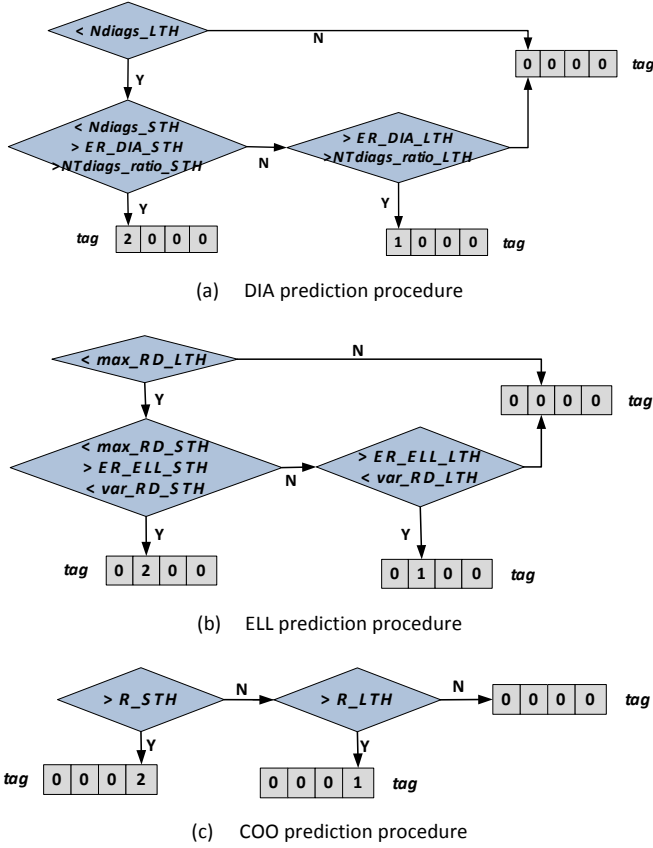 < Ndiags_LTH
N
0 0 0 0
tag
Y
< Ndiags_STH
> ER_DIA_STH
>NTdiags_ratio_STH
N
> ER_DIA_LTH
>NTdiags_ratio_LTH
Y
Y
tag
2 0 0 0
1 0 0 0
tag
(a) DIA prediction procedure
< max_RD_LTH
N
0 0 0 0
tag
Y
< max_RD_STH
> ER_ELL_STH
< var_RD_STH
N
> ER_ELL_LTH
< var_RD_LTH
Y
Y
tag
0 2 0 0
0 1 0 0
tag
(b) ELL prediction procedure
> R_STH
N
> R_LTH
N
0 0 0 0
tag
Y
Y
tag
0 0 0 2
0 0 0 1
tag
(c) COO prediction procedure